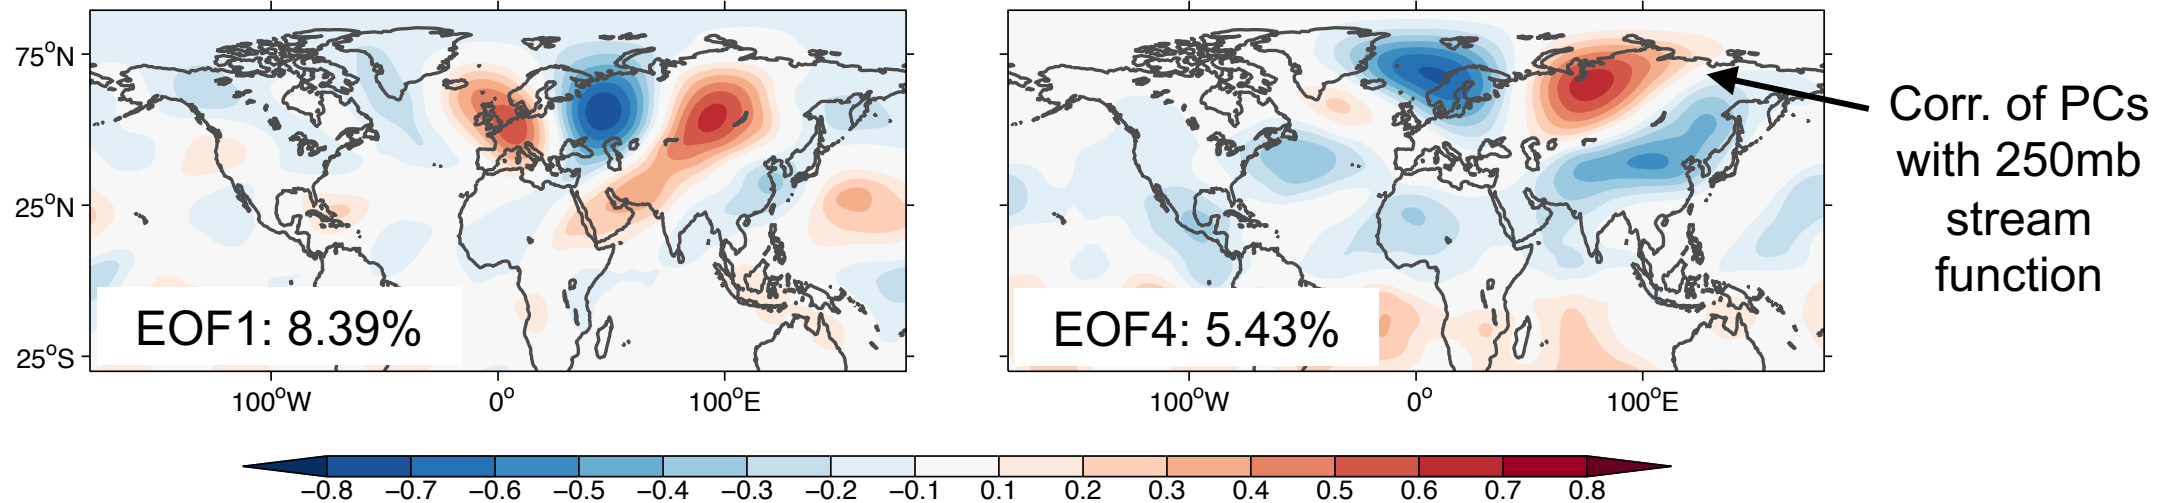 75°N
25°N
25°S
EOF1: 8.39%
EOF4: 5.43%
100°W 0° 100°E
100°W 0° 100°E
Corr. of PCs
with 250mb
stream
function
−0.8 −0.7 −0.6 −0.5 −0.4 −0.3 −0.2 −0.1 0.1 0.2 0.3 0.4 0.5 0.6 0.7 0.8